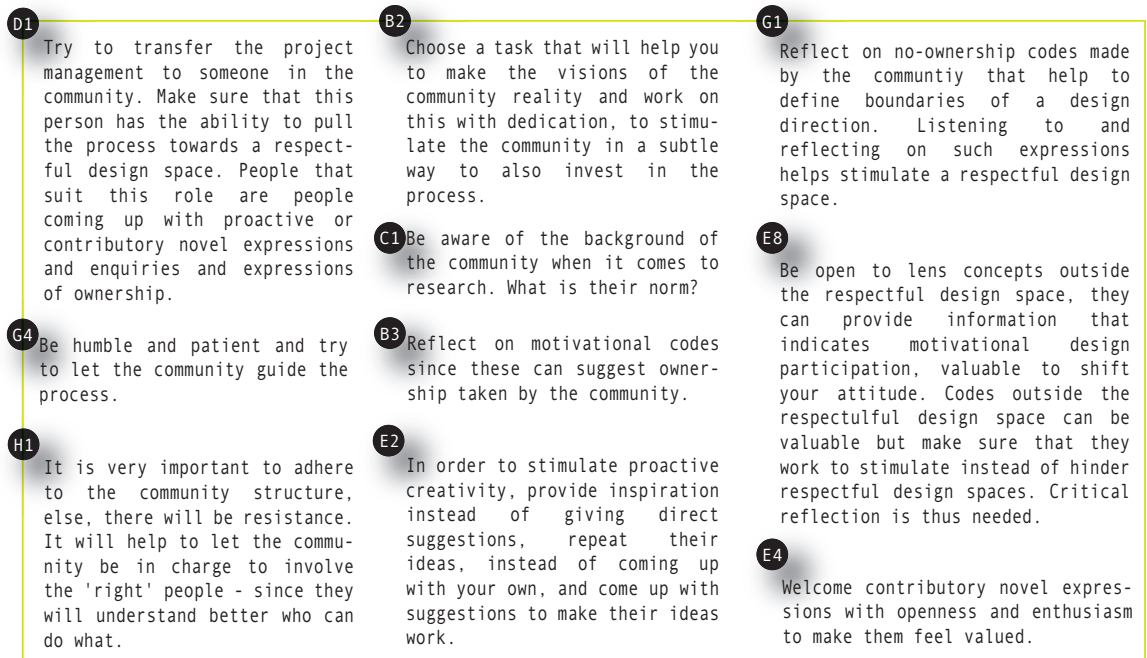 D1
Try to transfer the project
management to someone in the
community. Make sure that this
person has the ability to pull
the process towards a respect-
ful design space. People that
suit this role are people
coming up with proactive or
contributory novel expressions
and enquiries and expressions
of ownership.
G4
Be humble and patient and try
to let the community guide the
process.
H1
It is very important to adhere
to the community structure,
else, there will be resistance.
It will help to let the commu-
nity be in charge to involve
the 'right' people - since they
will understand better who can
do what.
B2
Choose a task that will help you
to make the visions of the
community reality and work on
this with dedication, to stimu-
late the community in a subtle
way to also invest in the
process.
C1
Be aware of the background of
the community when it comes to
research. What is their norm?
B3
Reflect on motivational codes
since these can suggest owner-
ship taken by the community.
E2
In order to stimulate proactive
creativity, provide inspiration
instead of giving direct
suggestions, repeat their
ideas, instead of coming up
with your own, and come up with
suggestions to make their ideas
work.
G1
Reflect on no-ownership codes made
by the communtiy that help to
define boundaries of a design
direction. Listening to and
reflecting on such expressions
helps stimulate a respectful design
space.
E8
Be open to lens concepts outside
the respectful design space, they
can provide information that
indicates motivational design
participation, valuable to shift
your attitude. Codes outside the
respectulful design space can be
valuable but make sure that they
work to stimulate instead of hinder
respectful design spaces. Critical
reflection is thus needed.
E4
Welcome contributory novel expres-
sions with openness and enthusiasm
to make them feel valued.